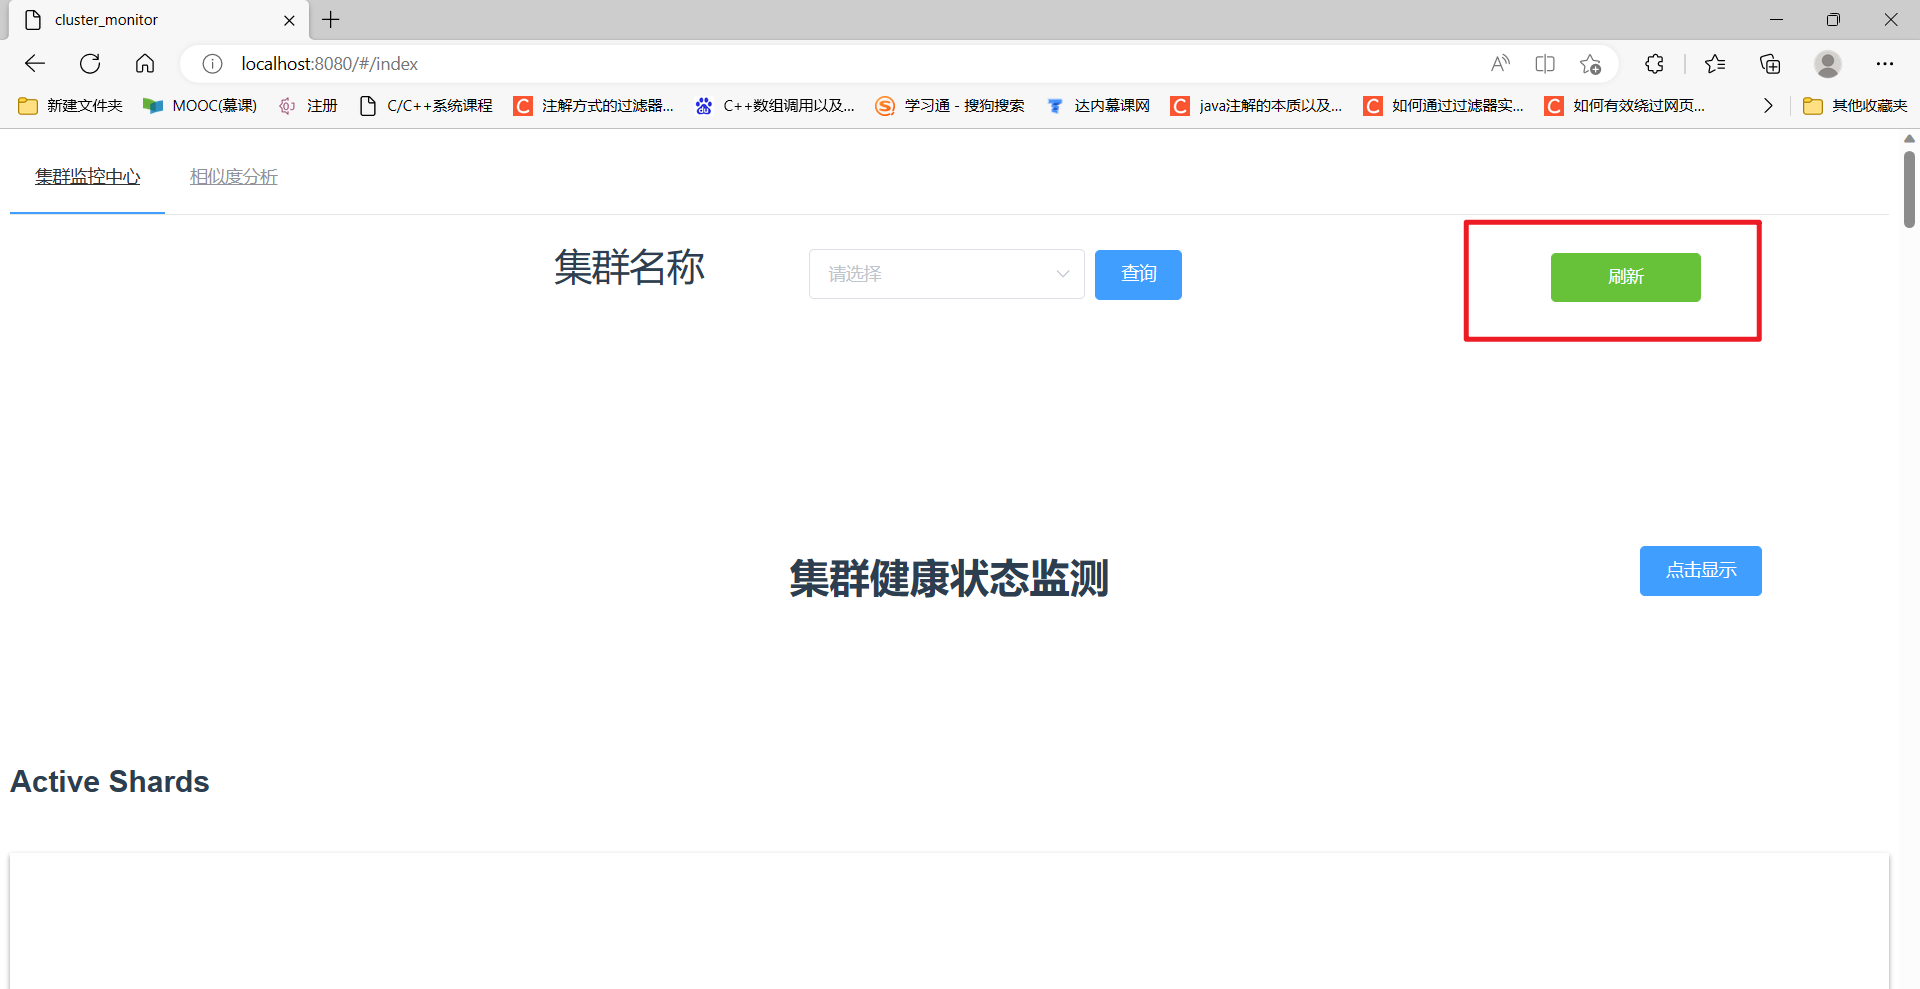 cluster_monitor
localhost:8080/#/index
新建文件夹 MOOC(慕课) 注册 C/C++系统课程 注解方式的过滤器... C++数组调用以及... 学习通 - 搜狗搜索 达内慕课网 java注解的本质以及... 如何通过过滤器实... 如何有效绕过网页... 其他收藏夹
集群监控中心 相似度分析
集群名称 请选择 查询 刷新
集群健康状态监测 点击显示
Active Shards